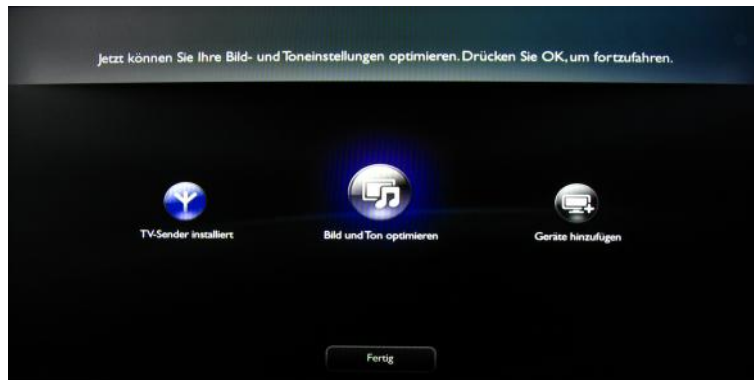 Jetzt können Sie Ihre Bild- und Toneinstellungen optimieren. Drücken Sie OK, um fortzufahren.
TV-Sender installiert
Bild und Ton optimieren
Geräte hinzufügen
Fertig